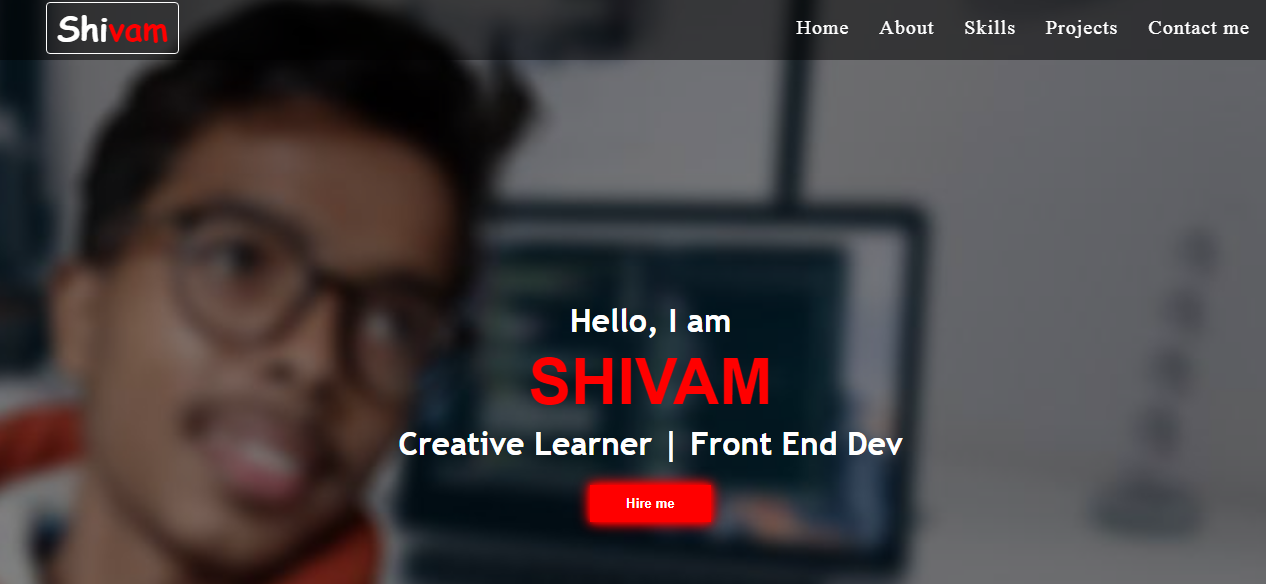 Shivam
Home About Skills Projects Contact me
Hello, I am
SHIVAM
Creative Learner | Front End Dev
Hire me